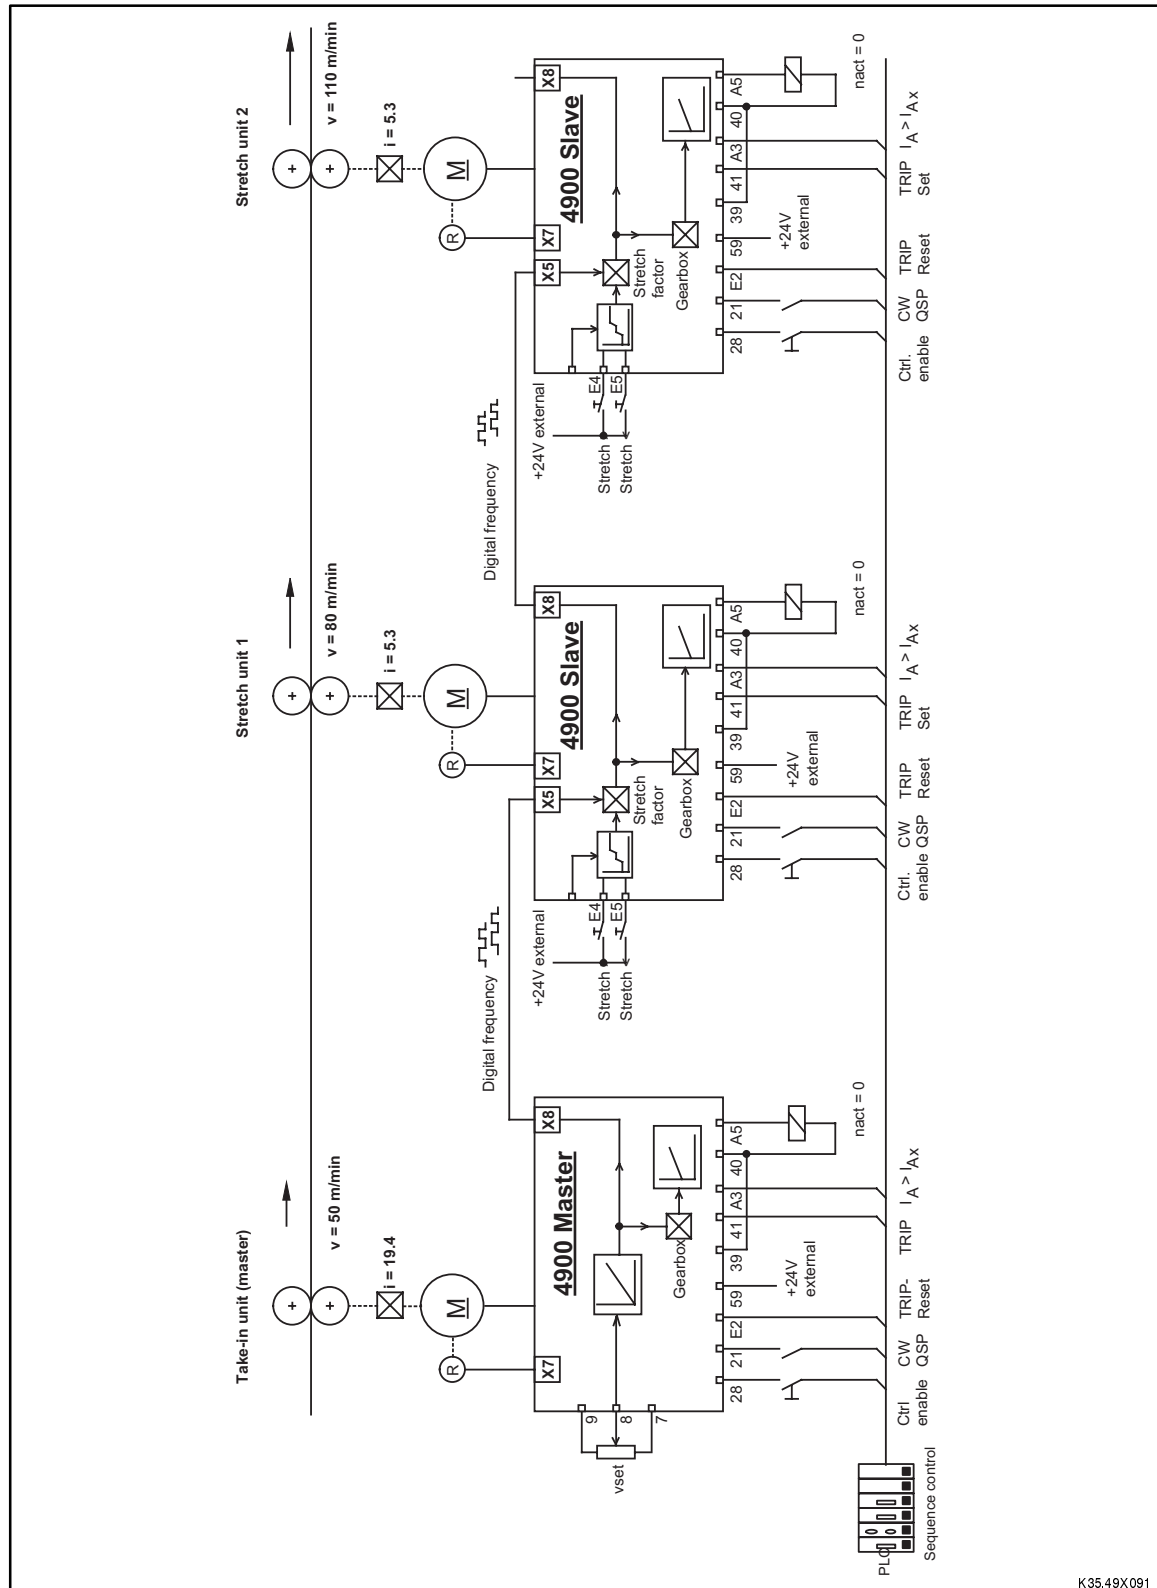 Take-in unit (master)
Stretch unit 1
Stretch unit 2
v = 50 m/min
v = 80 m/min
v = 110 m/min
+ +
+ +
+ +
i = 19.4
i = 5.3
i = 5.3
M
M
M
R
R
R
Digital frequency
Digital frequency
X7
X8
X5
X7
X8
X5
X7
X8
4900 Master
4900 Slave
4900 Slave
vset
9
8
7
+24V external
E4
E5
Stretch
Stretch
+24V external
E4
E5
Stretch
Stretch
Stretch
factor
Stretch
factor
Gearbox
Gearbox
Gearbox
28
21
E2
59
39
41
A3
40
A5
28
21
E2
59
39
41
A3
40
A5
28
21
E2
59
39
41
A3
40
A5
+24V
external
+24V
external
+24V
external
nact = 0
nact = 0
nact = 0
PLC
Sequence control
Ctrl
enable
CW
QSP
TRIP-
Reset
TRIP
IA > IAx
Ctrl.
enable
CW
QSP
TRIP
Reset
TRIP
Set
IA > IAx
Ctrl.
enable
CW
QSP
TRIP
Reset
TRIP
Set
IA > IAx
K35.49X091